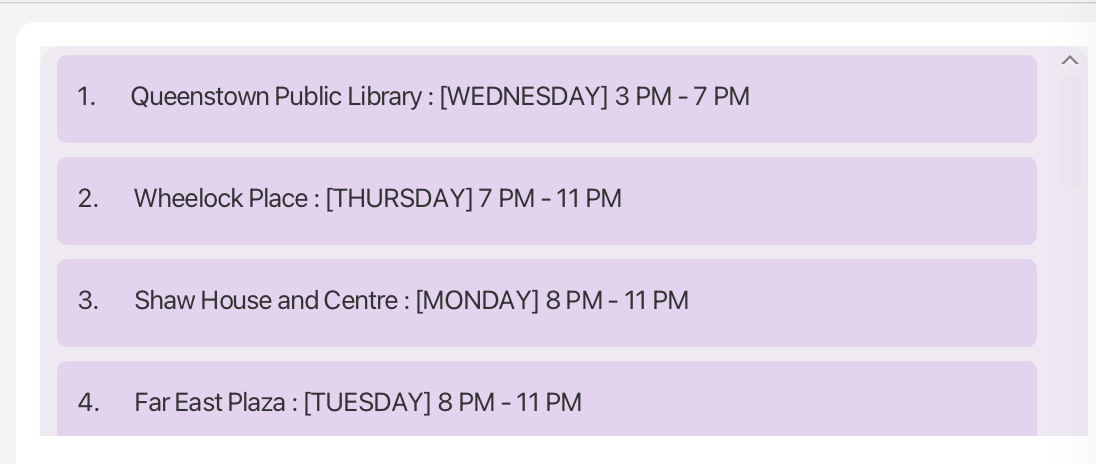 1. Queenstown Public Library : [WEDNESDAY] 3 PM - 7 PM
2. Wheelock Place : [THURSDAY] 7 PM - 11 PM
3. Shaw House and Centre : [MONDAY] 8 PM - 11 PM
4. Far East Plaza : [TUESDAY] 8 PM - 11 PM